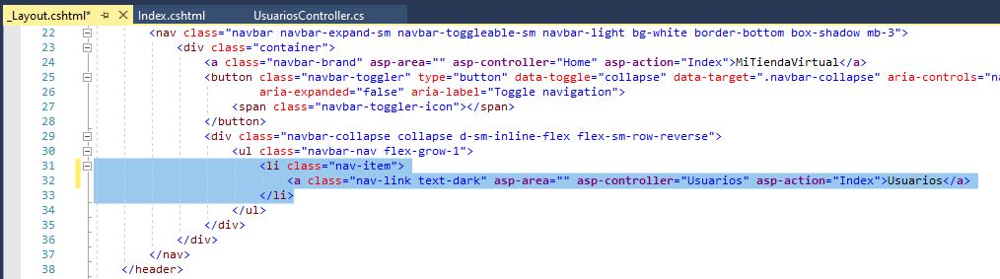 _Layout.cshtml*
Index.cshtml
UsuariosController.cs
22 <nav class="navbar navbar-expand-sm navbar-toggleable-sm navbar-light bg-white border-bottom box-shadow mb-3">
23 <div class="container">
24 <a class="navbar-brand" asp-area="" asp-controller="Home" asp-action="Index">MiTiendaVirtual</a>
25 <button class="navbar-toggler" type="button" data-toggle="collapse" data-target=".navbar-collapse" aria-controls="na
26 aria-expanded="false" aria-label="Toggle navigation">
27 <span class="navbar-toggler-icon"></span>
28 </button>
29 <div class="navbar-collapse collapse d-sm-inline-flex flex-sm-row-reverse">
30 <ul class="navbar-nav flex-grow-1">
31 <li class="nav-item">
32 <a class="nav-link text-dark" asp-area="" asp-controller="Usuarios" asp-action="Index">Usuarios</a>
33 </li>
34 </ul>
35 </div>
36 </div>
37 </nav>
38 </header>